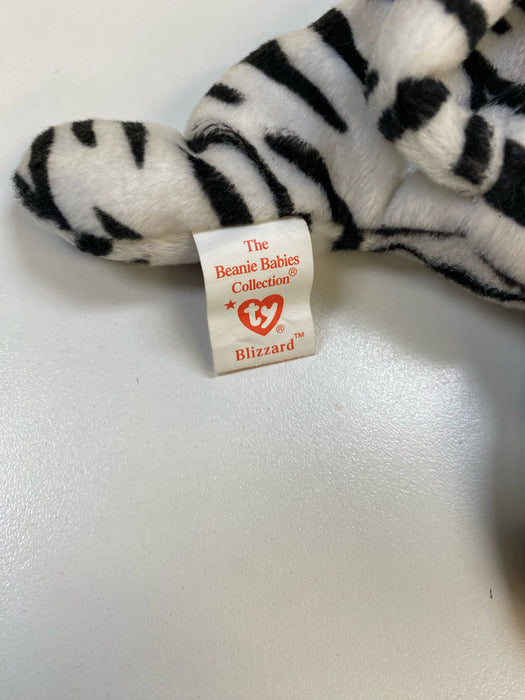 The
Beanie Babies
Collection®
★ ty ®
Blizzard™